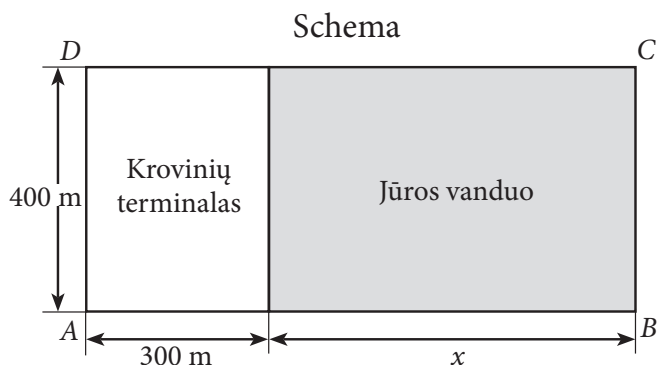 Schema
D
C
Krovinių
terminalas
Jūros vanduo
400 m
A
B
300 m
x